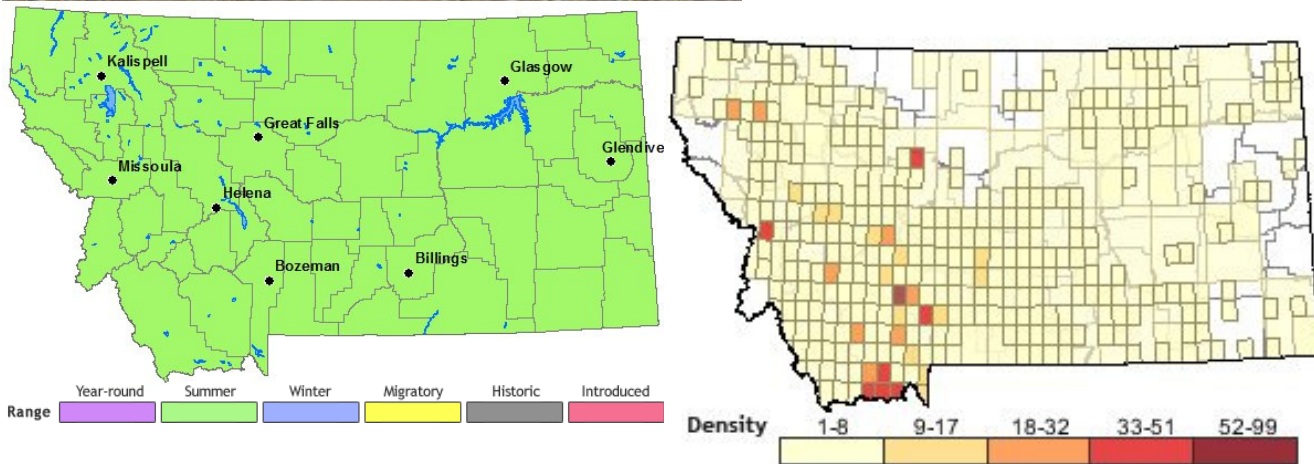 Kalispell
Glasgow
Great Falls
Glendive
Missoula
Helena
Bozeman
Billings
Year-round Summer Winter Migratory Historic Introduced
Range
Density 1-8 9-17 18-32 33-51 52-99